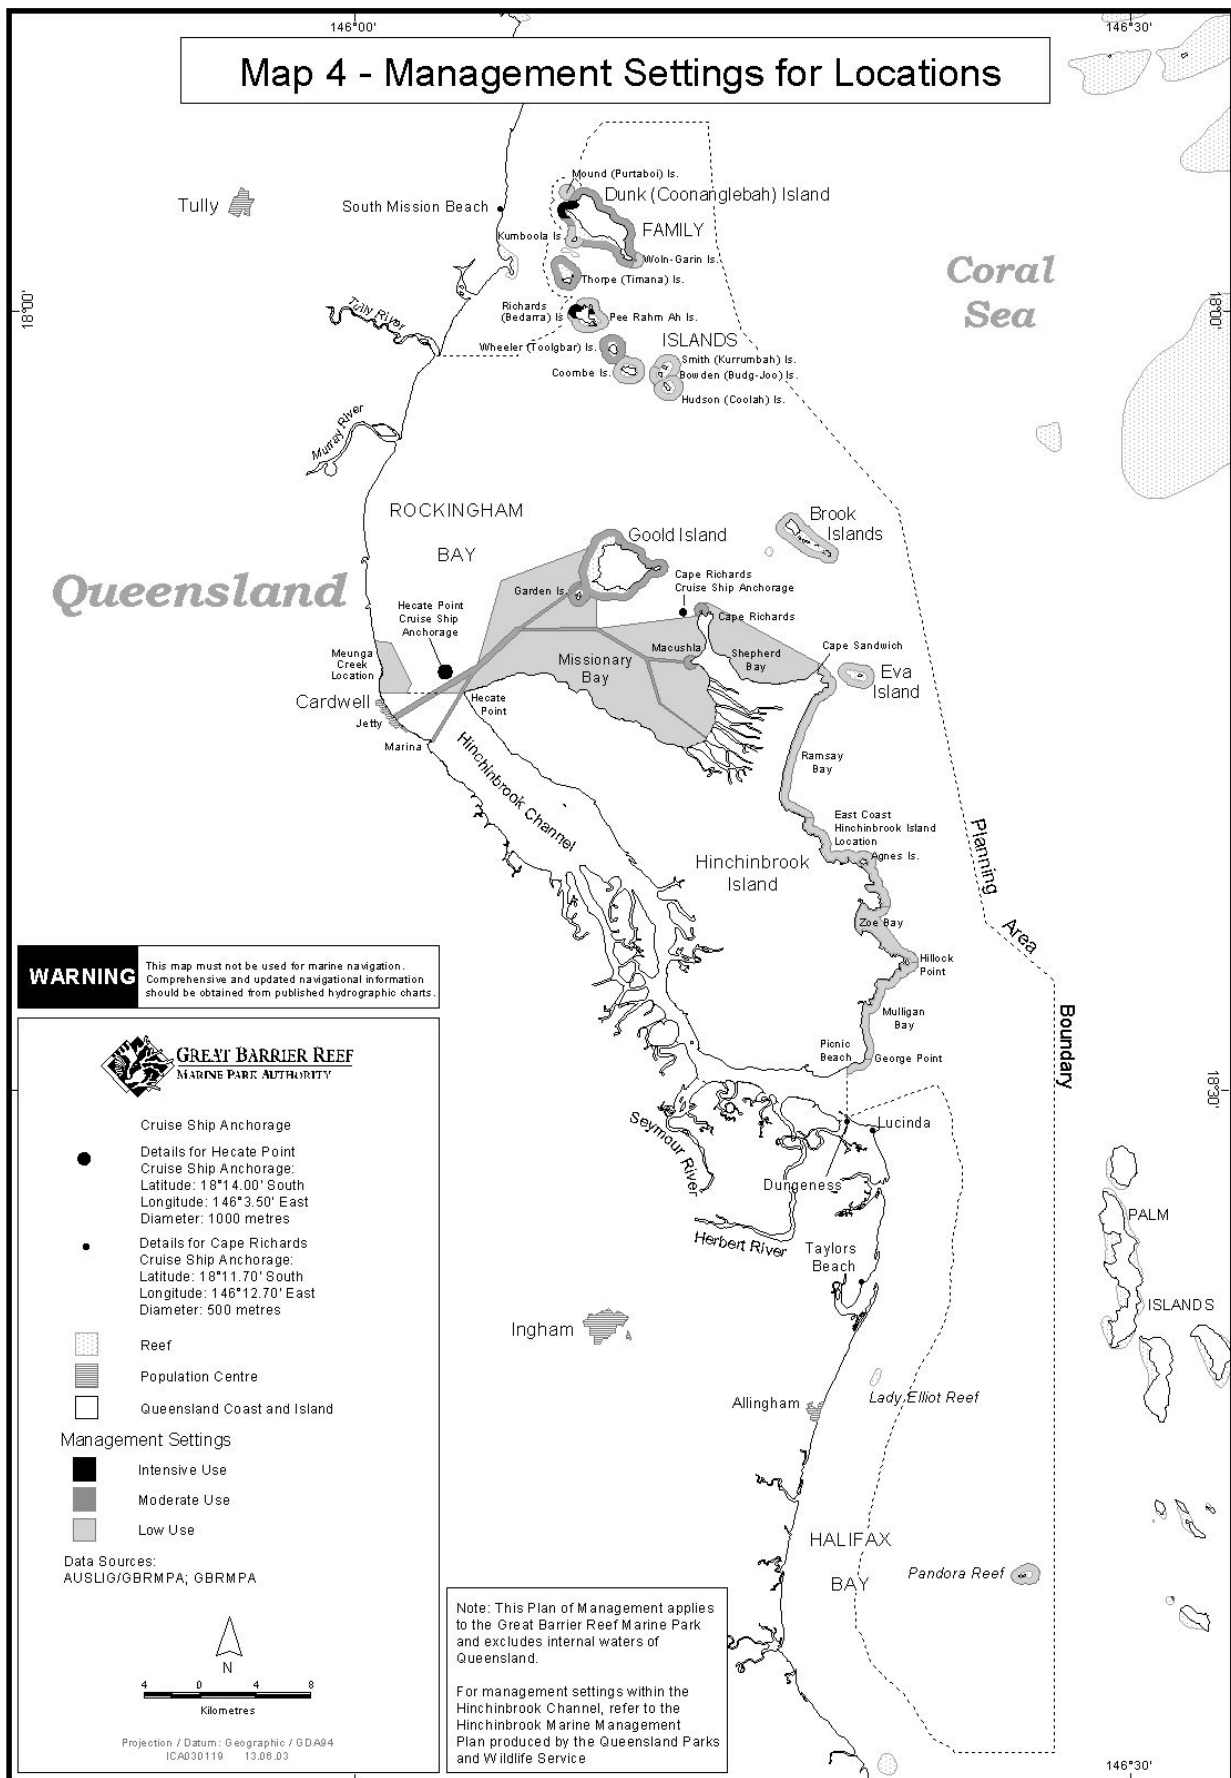 146°00'
146°30'
Map 4 - Management Settings for Locations
Mound (Purtaboi) Is.
Tully
Dunk (Coonanglebah) Island
South Mission Beach
FAMILY
Kumboola Is.
Woln-Garin Is.
Coral
Sea
Thorpe (Timana) Is.
18°00'
18°00'
Tully River
Richards
(Bedarra) Is
Pee Rahm Ah Is.
ISLANDS
Wheeler (Toolgbar) Is.
Smith (Kurrumbah) Is.
Coombe Is.
Bowden (Budg-Joo) Is.
Hudson (Coolah) Is.
Murray River
ROCKINGHAM
BAY
Brook
Islands
Goold Island
Queensland
Cape Richards
Cruise Ship Anchorage
Garden Is.
Hecate Point
Cruise Ship
Anchorage
Cape Richards
Meunga
Creek
Location
Macushla
Missionary
Bay
Shepherd
Bay
Cape Sandwich
Eva
Island
Cardwell
Hecate
Point
Jetty
Marina
Hinchinbrook Channel
Ramsay
Bay
East Coast
Hinchinbrook Island
Location
Agnes Is.
Planning
Area
Boundary
Hinchinbrook
Island
Zoe Bay
Hillock
Point
WARNING
This map must not be used for marine navigation.
Comprehensive and updated navigational information
should be obtained from published hydrographic charts.
Mulligan
Bay
Picnic
Beach
George Point
18°30'
GREAT BARRIER REEF
MARINE PARK AUTHORITY
Cruise Ship Anchorage
Details for Hecate Point
Cruise Ship Anchorage:
Latitude: 18°14.00' South
Longitude: 146°3.50' East
Diameter: 1000 metres
Details for Cape Richards
Cruise Ship Anchorage:
Latitude: 18°11.70' South
Longitude: 146°12.70' East
Diameter: 500 metres
Reef
Population Centre
Queensland Coast and Island
Management Settings
Intensive Use
Moderate Use
Low Use
Data Sources:
AUSLIG/GBRMPA; GBRMPA
N
4 0 4 8
Kilometres
Projection / Datum: Geographic / GDA94
ICA030119 13.06.03
Seymour River
Lucinda
Dungeness
Herbert River
Taylors
Beach
PALM
ISLANDS
Ingham
Allingham
Lady Elliot Reef
HALIFAX
BAY
Pandora Reef
Note: This Plan of Management applies
to the Great Barrier Reef Marine Park
and excludes internal waters of
Queensland.
For management settings within the
Hinchinbrook Channel, refer to the
Hinchinbrook Marine Management
Plan produced by the Queensland Parks
and Wildlife Service
146°30'